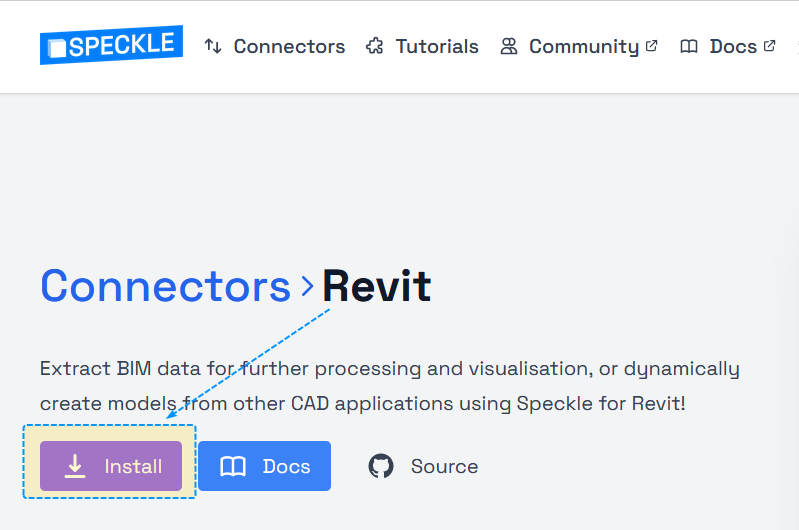 SPECKLE Connectors Tutorials Community Docs
Connectors > Revit
Extract BIM data for further processing and visualisation, or dynamically
create models from other CAD applications using Speckle for Revit!
Install Docs Source